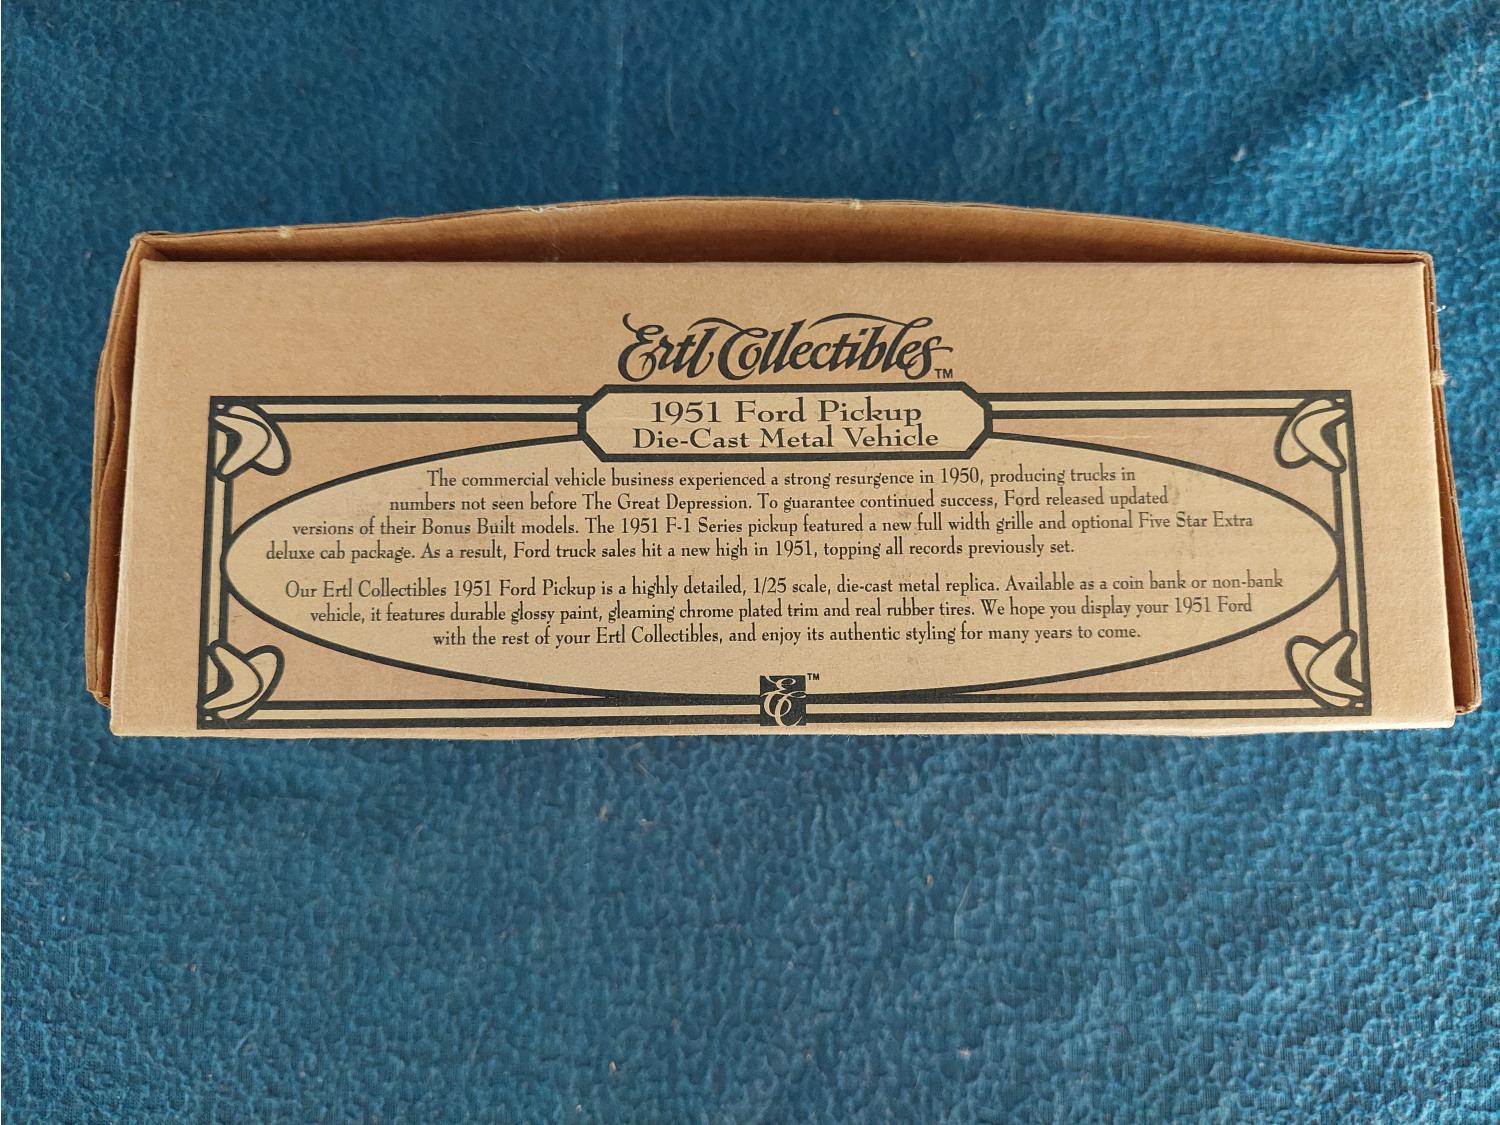 Ertl Collectibles™
1951 Ford Pickup
Die-Cast Metal Vehicle
The commercial vehicle business experienced a strong resurgence in 1950, producing trucks in
numbers not seen before The Great Depression. To guarantee continued success, Ford released updated
versions of their Bonus Built models. The 1951 F-1 Series pickup featured a new full width grille and optional Five Star Extra
deluxe cab package. As a result, Ford truck sales hit a new high in 1951, topping all records previously set.
Our Ertl Collectibles 1951 Ford Pickup is a highly detailed, 1/25 scale, die-cast metal replica. Available as a coin bank or non-bank
vehicle, it features durable glossy paint, gleaming chrome plated trim and real rubber tires. We hope you display your 1951 Ford
with the rest of your Ertl Collectibles, and enjoy its authentic styling for many years to come.
EC™